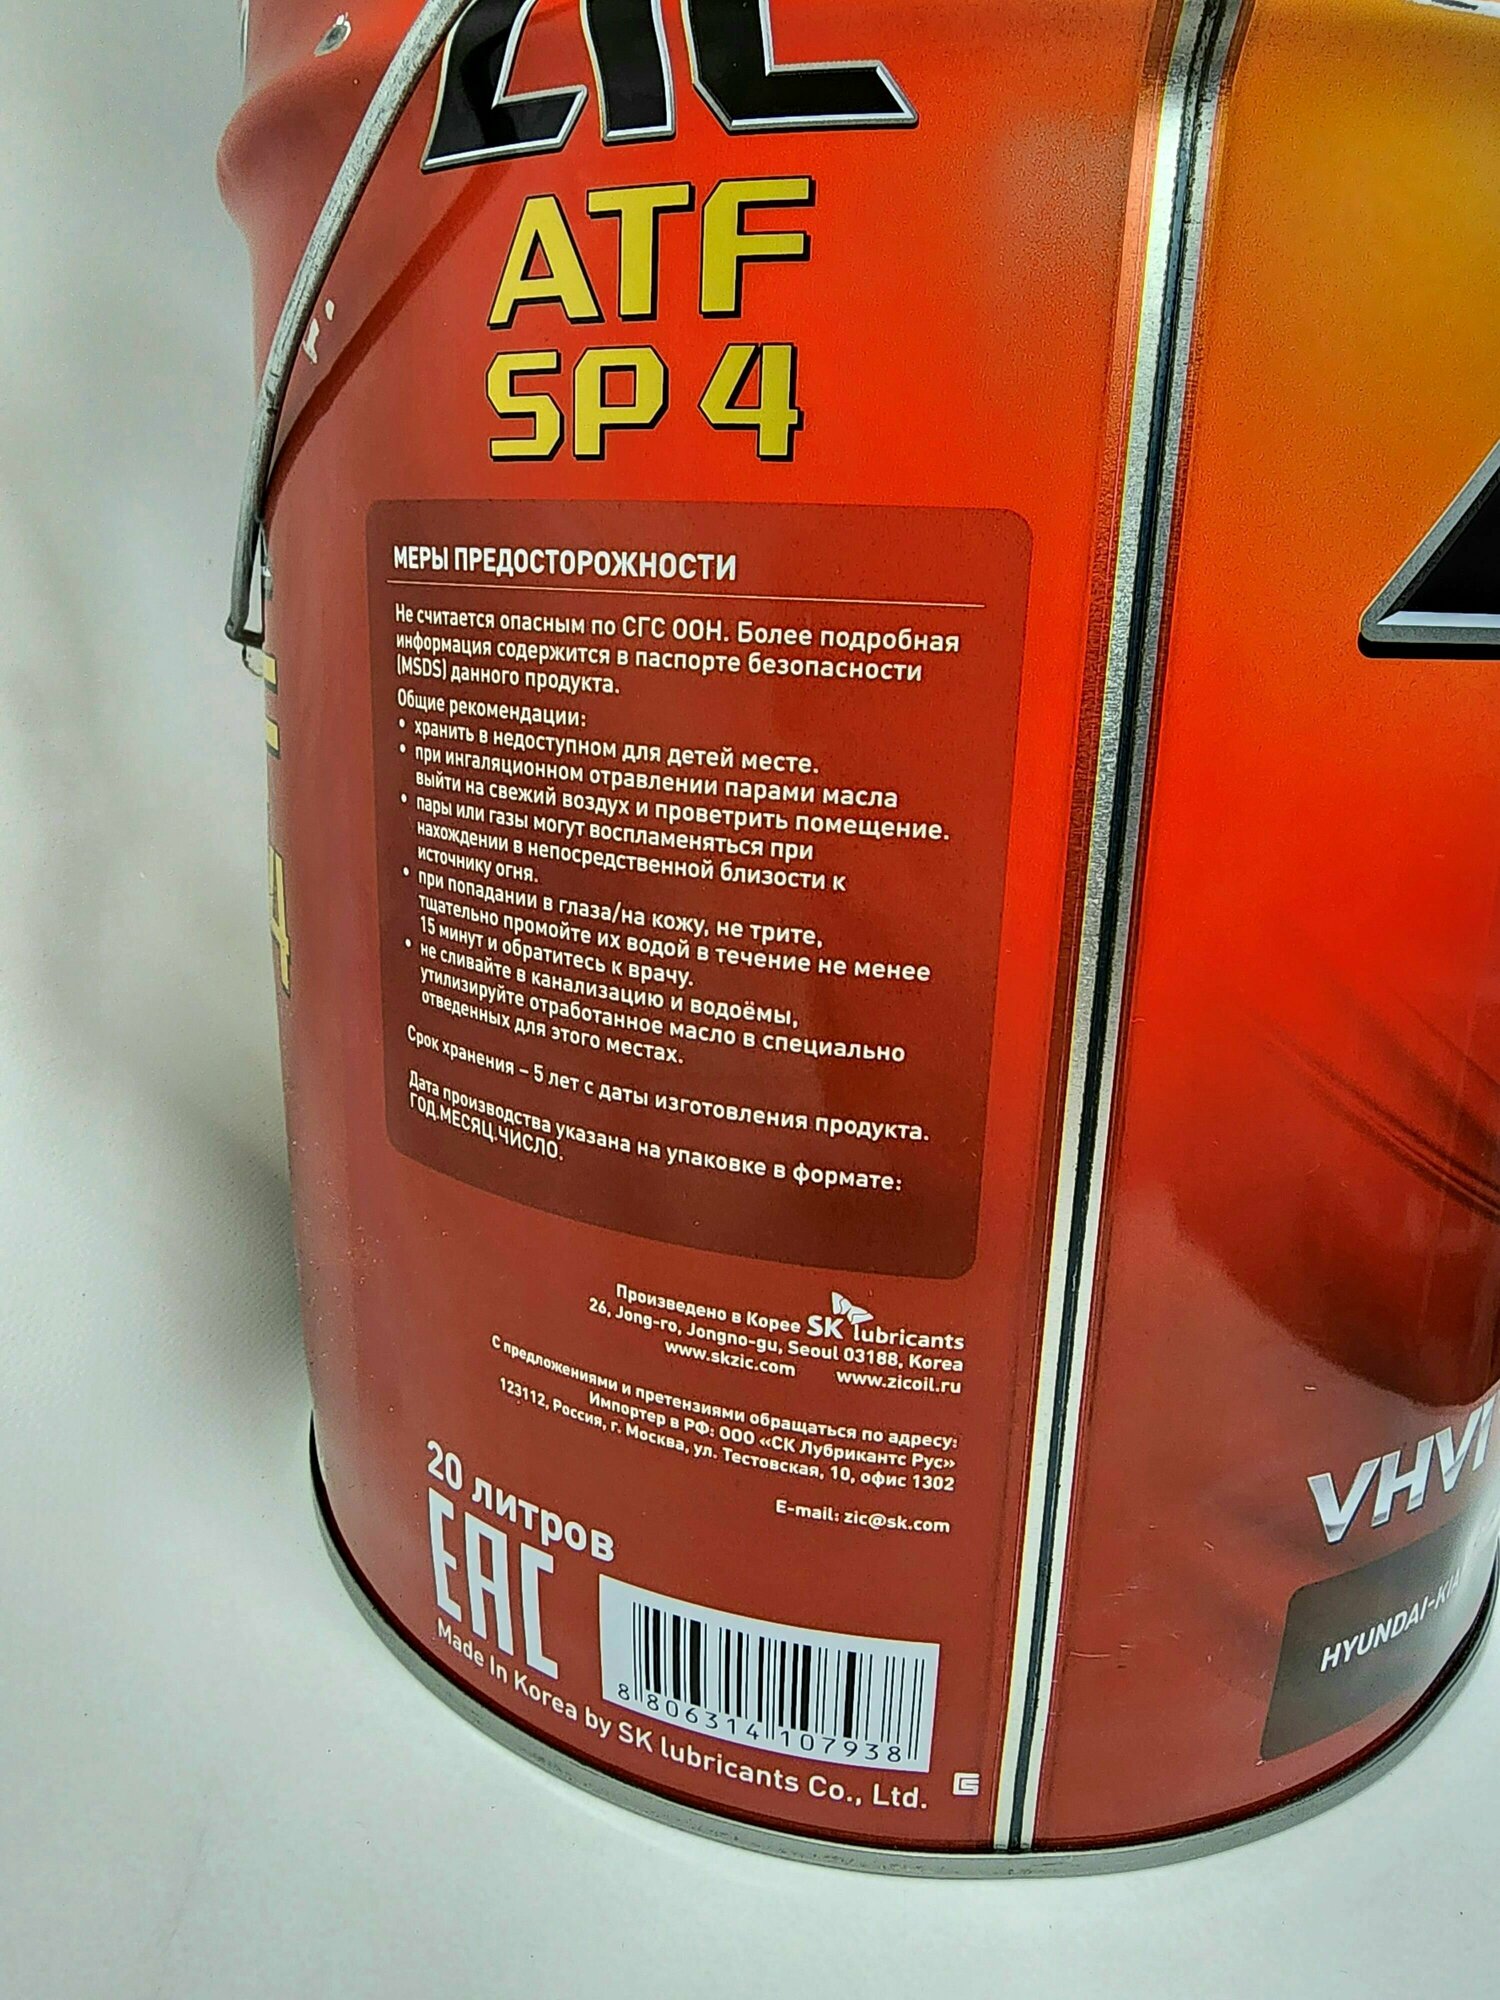 ZIC
ATF
SP 4
МЕРЫ ПРЕДОСТОРОЖНОСТИ
Не считается опасным по СГС ООН. Более подробная
информация содержится в паспорте безопасности
(MSDS) данного продукта.
Общие рекомендации:
• хранить в недоступном для детей месте.
• при ингаляционном отравлении парами масла
выйти на свежий воздух и проветрить помещение.
• пары или газы могут воспламеняться при
нахождении в непосредственной близости к
источнику огня.
• при попадании в глаза/на кожу, не трите,
тщательно промойте их водой в течение не менее
15 минут и обратитесь к врачу.
• не сливайте в канализацию и водоёмы,
утилизируйте отработанное масло в специально
отведенных для этого местах.
Срок хранения – 5 лет с даты изготовления продукта.
Дата производства указана на упаковке в формате:
ГОД.МЕСЯЦ.ЧИСЛО.
Произведено в Корее SK lubricants
26, Jong-ro, Jongno-gu, Seoul 03188, Korea
www.skzic.com www.zicoil.ru
С предложениями и претензиями обращаться по адресу:
Импортер в РФ: ООО «СК Лубрикантс Рус»
123112, Россия, г. Москва, ул. Тестовская, 10, офис 1302
E-mail: zic@sk.com
20 литров
EAC
8 806314 107938
Made In Korea by SK lubricants Co., Ltd.
VHVI
HYUNDAI-KIA
4